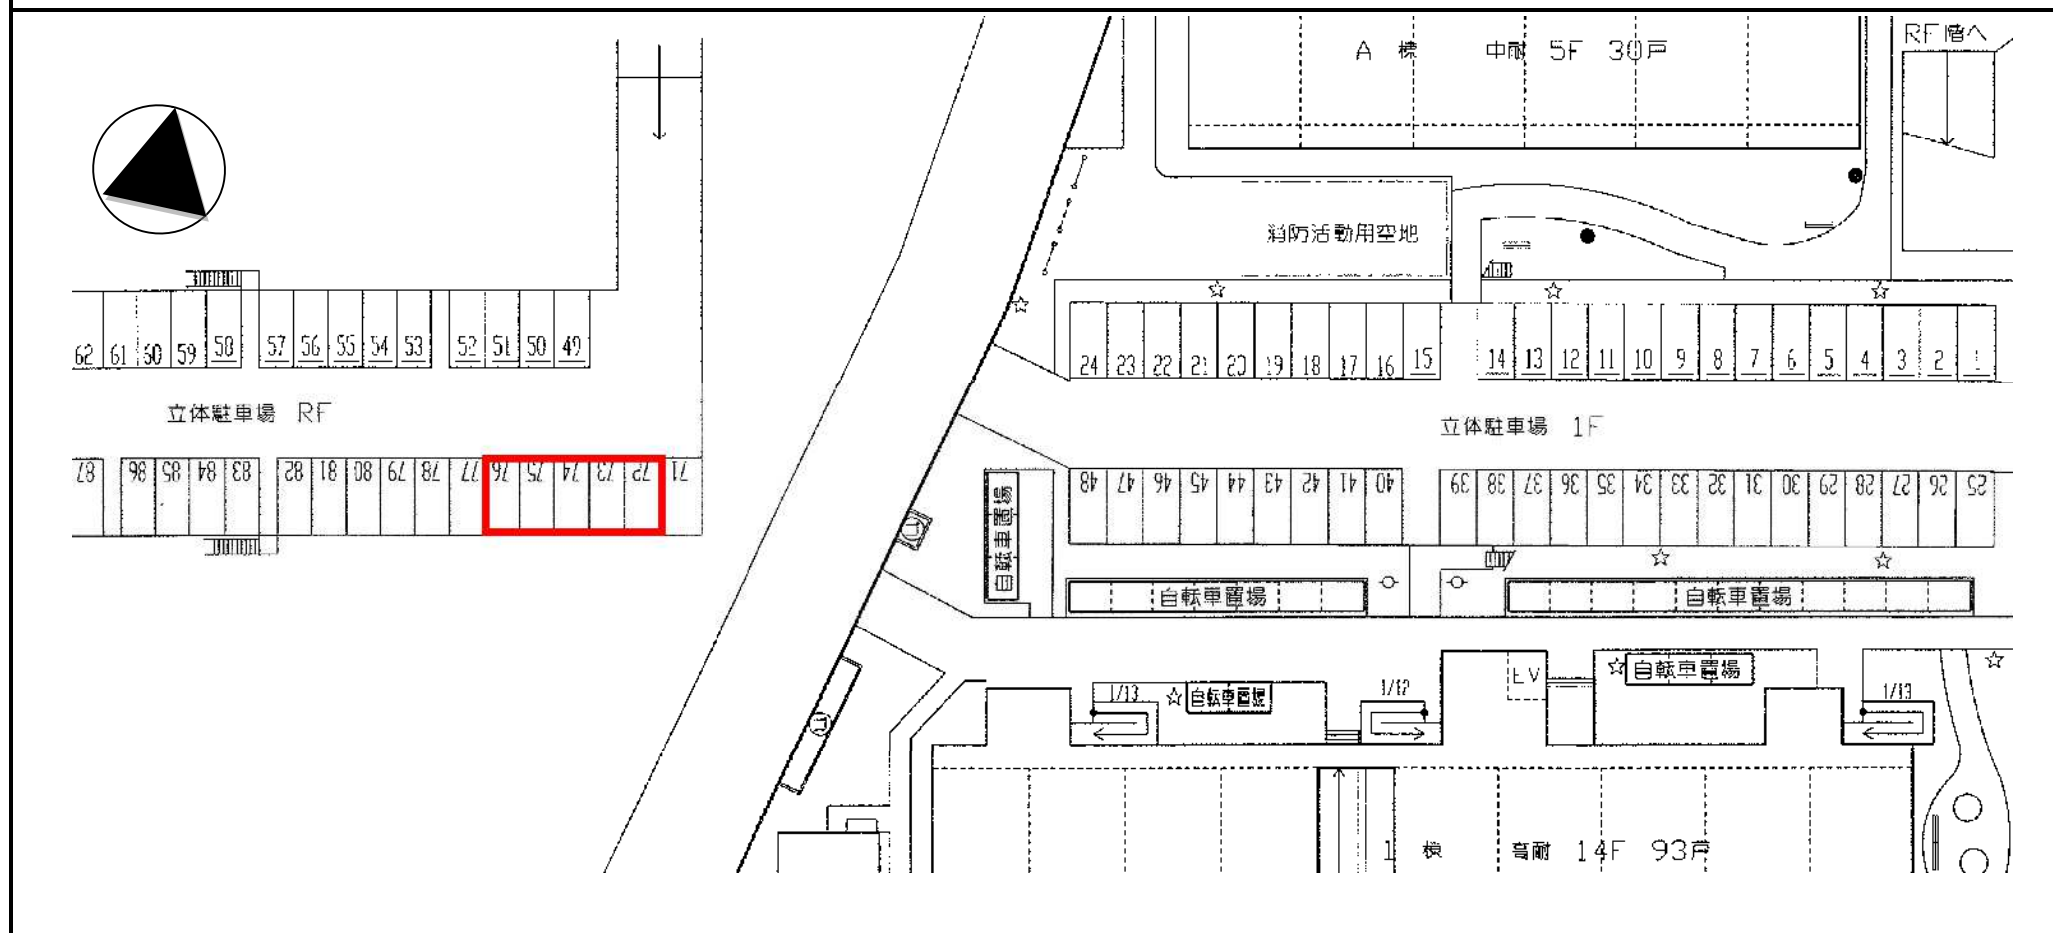 A 棟 中耐 5F 30戸
RF階へ
消防活動用空地
62 61 60 59 58 57 56 55 54 53 52 51 50 49
立体駐車場 RF
87 86 85 84 83 82 81 80 79 78 77 76 75 74 73 72 71
24 23 22 21 20 19 18 17 16 15 14 13 12 11 10 9 8 7 6 5 4 3 2 1
立体駐車場 1F
48 47 46 45 44 43 42 41 40 39 38 37 36 35 34 33 32 31 30 29 28 27 26 25
自転車置場
自転車置場
自転車置場
EV
自転車置場
1/13
自転車置場
1/12
1/13
1 棟 高耐 14F 93戸